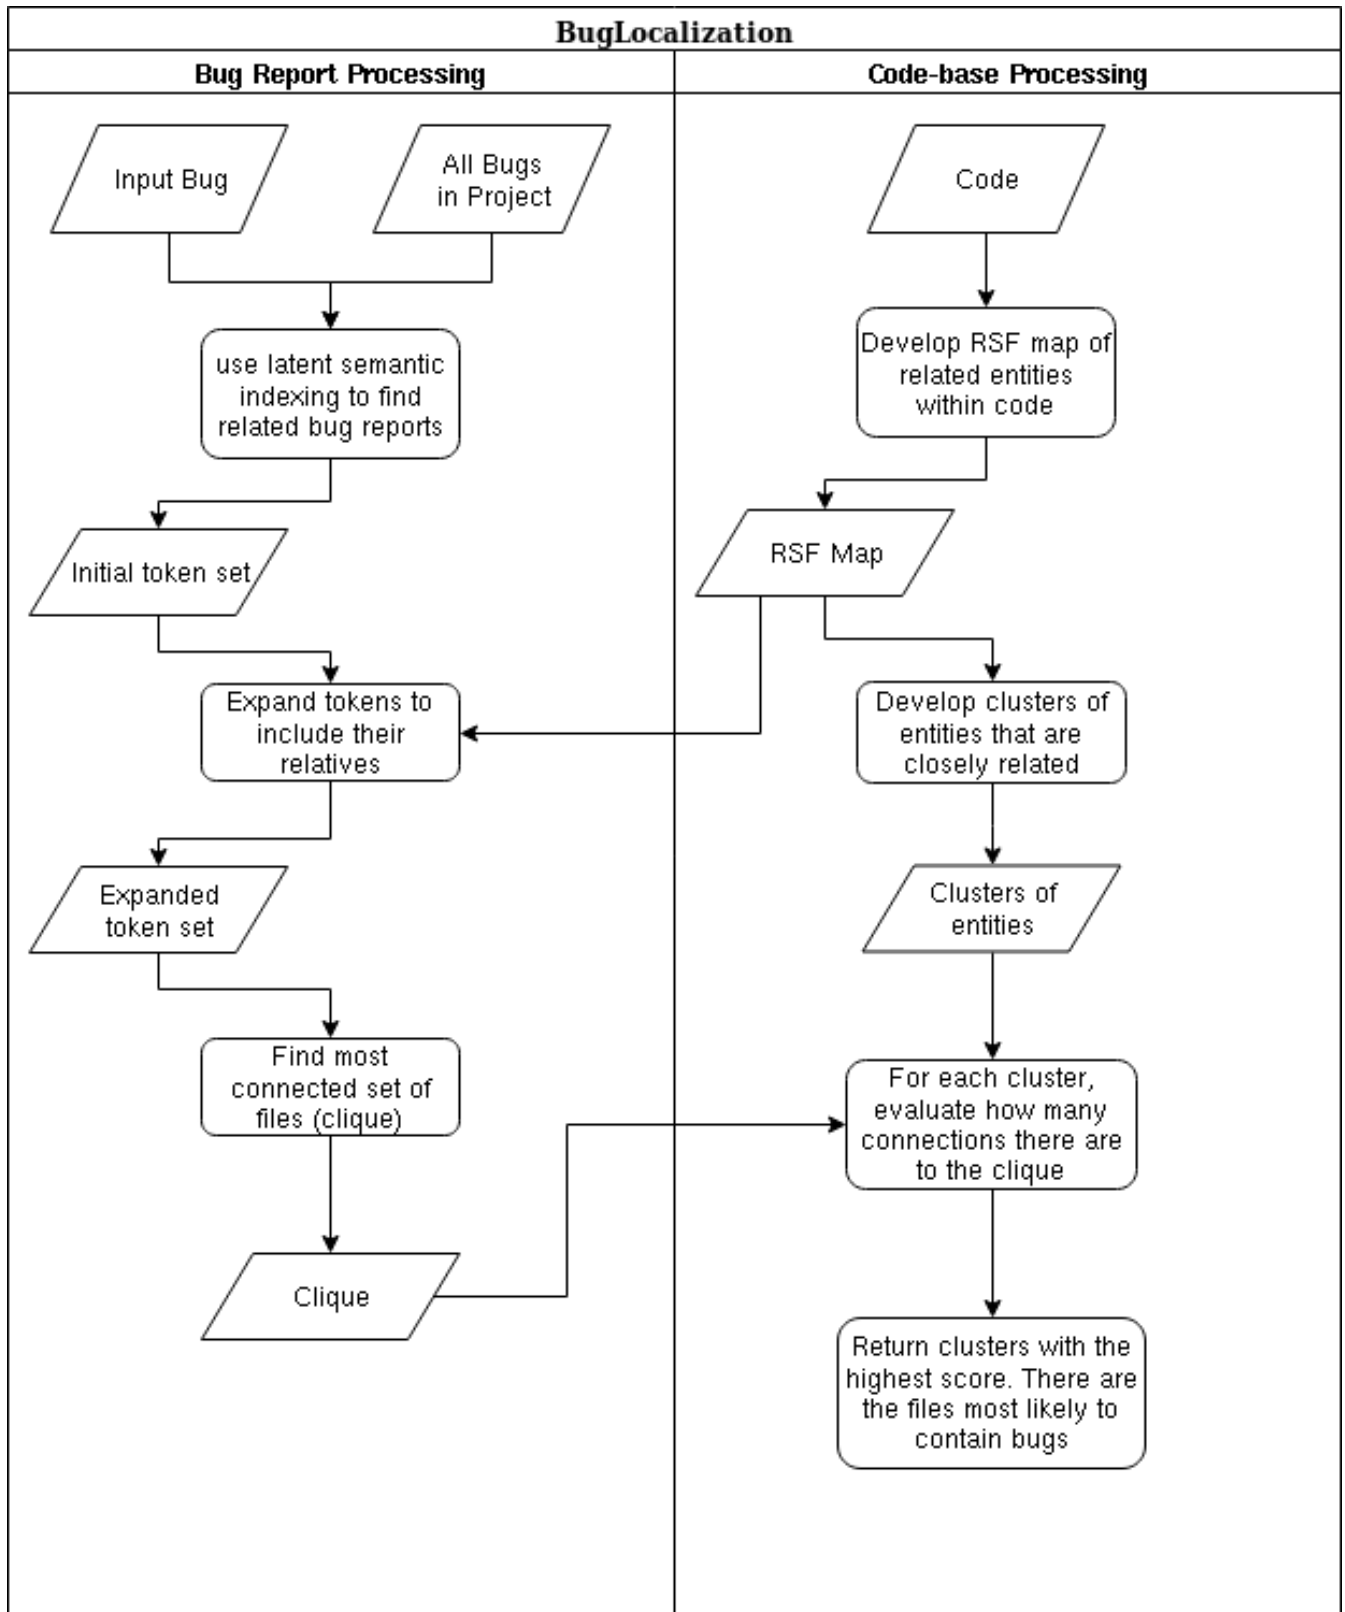 BugLocalization
Bug Report Processing
Code-base Processing
Input Bug
All Bugs
in Project
Code
use latent semantic
indexing to find
related bug reports
Develop RSF map of
related entities
within code
Initial token set
RSF Map
Expand tokens to
include their
relatives
Develop clusters of
entities that are
closely related
Expanded
token set
Clusters of
entities
Find most
connected set of
files (clique)
For each cluster,
evaluate how many
connections there are
to the clique
Clique
Return clusters with the
highest score. There are
the files most likely to
contain bugs